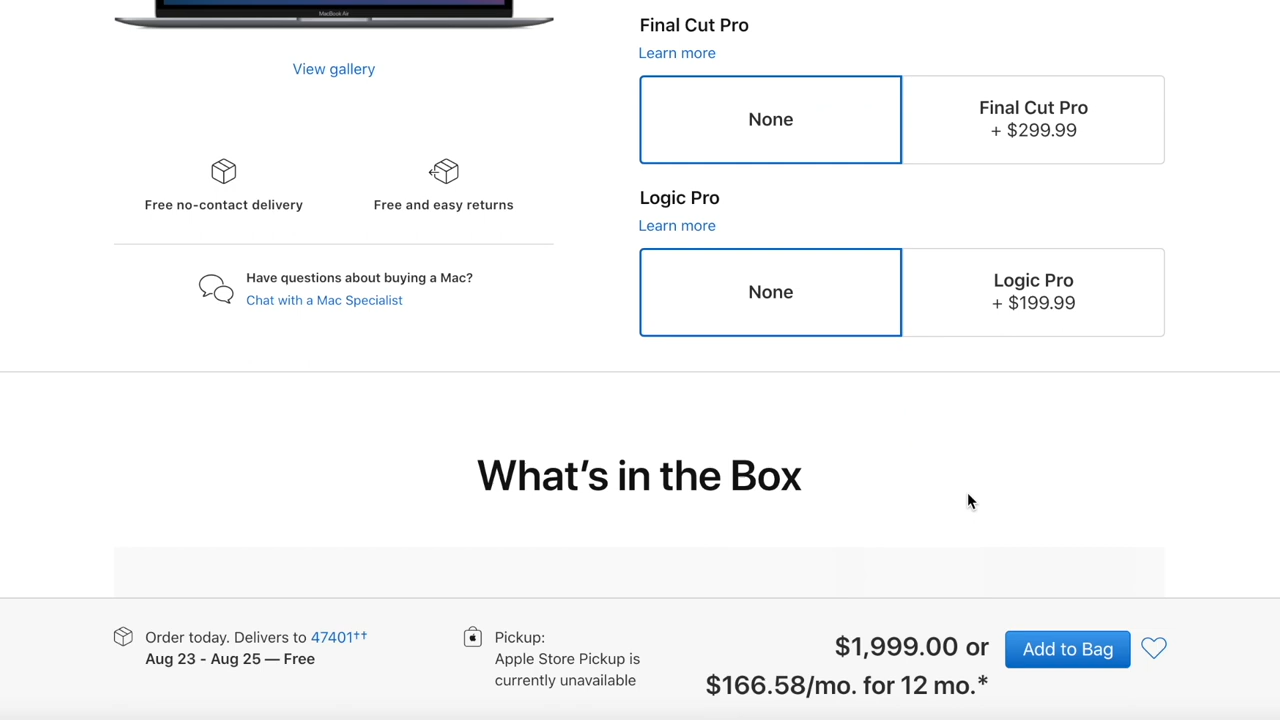 MacBook Air
View gallery
Free no-contact delivery
Free and easy returns
Have questions about buying a Mac?
Chat with a Mac Specialist
Final Cut Pro
Learn more
None
Final Cut Pro
+ $299.99
Logic Pro
Learn more
None
Logic Pro
+ $199.99
What’s in the Box
Order today. Delivers to 47401††
Aug 23 - Aug 25 — Free
Pickup:
Apple Store Pickup is
currently unavailable
$1,999.00 or
$166.58/mo. for 12 mo.*
Add to Bag